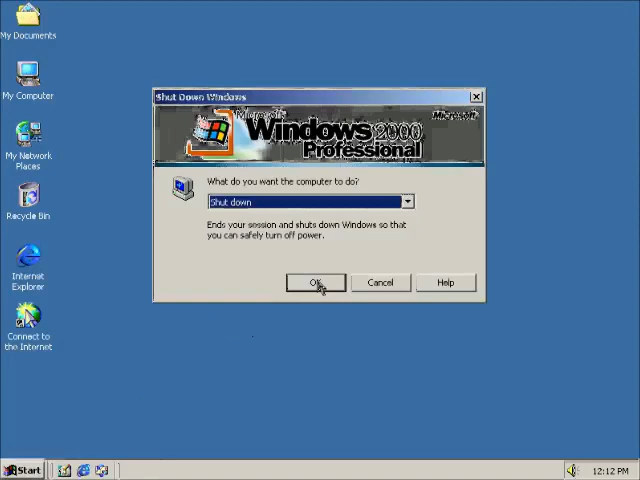 My Documents
My Computer
My Network
Places
Recycle Bin
Internet
Explorer
Connect to
the Internet
Shut Down Windows
Microsoft
Microsoft
Windows 2000
Professional
What do you want the computer to do?
Shut down
Ends your session and shuts down Windows so that
you can safely turn off power.
OK
Cancel
Help
Start
12:12 PM